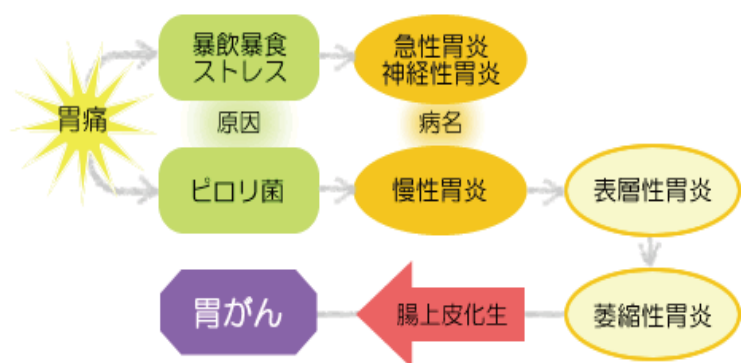 暴飲暴食
ストレス
急性胃炎
神経性胃炎
胃痛
原因
病名
ピロリ菌
慢性胃炎
表層性胃炎
胃がん
腸上皮化生
萎縮性胃炎